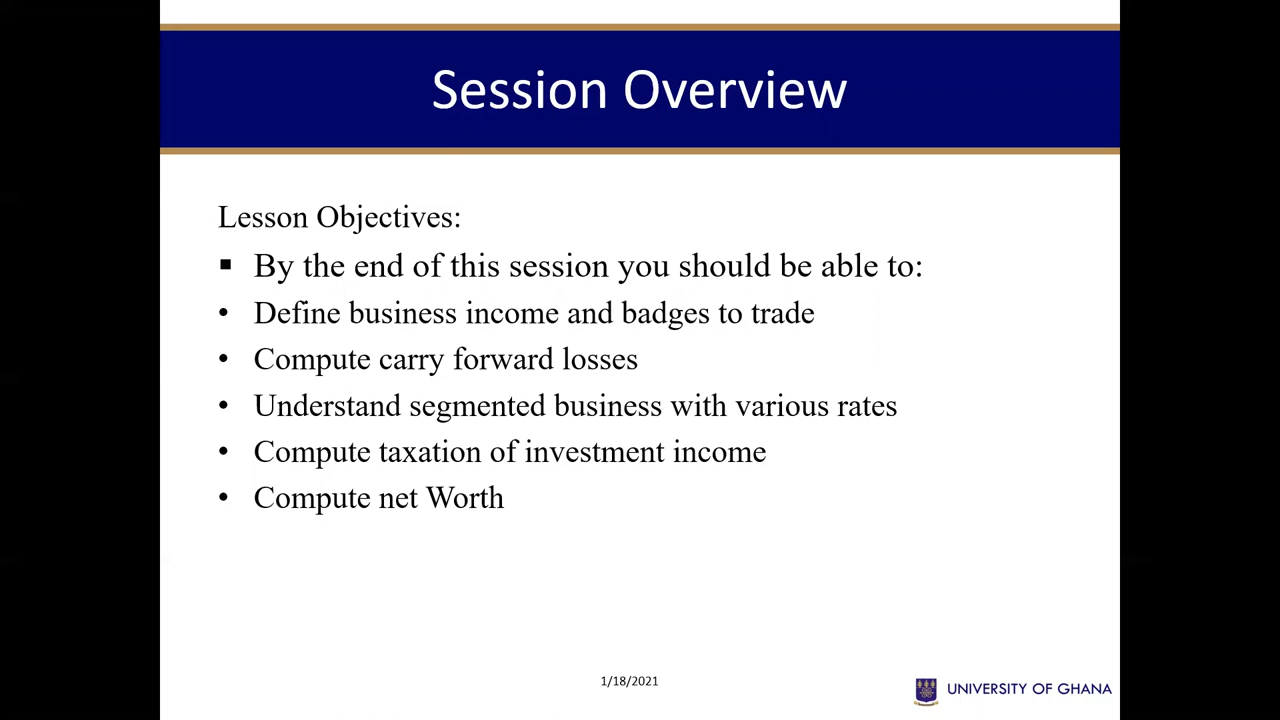 Session Overview
Lesson Objectives:
▪ By the end of this session you should be able to:
• Define business income and badges to trade
• Compute carry forward losses
• Understand segmented business with various rates
• Compute taxation of investment income
• Compute net Worth
1/18/2021
UNIVERSITY OF GHANA